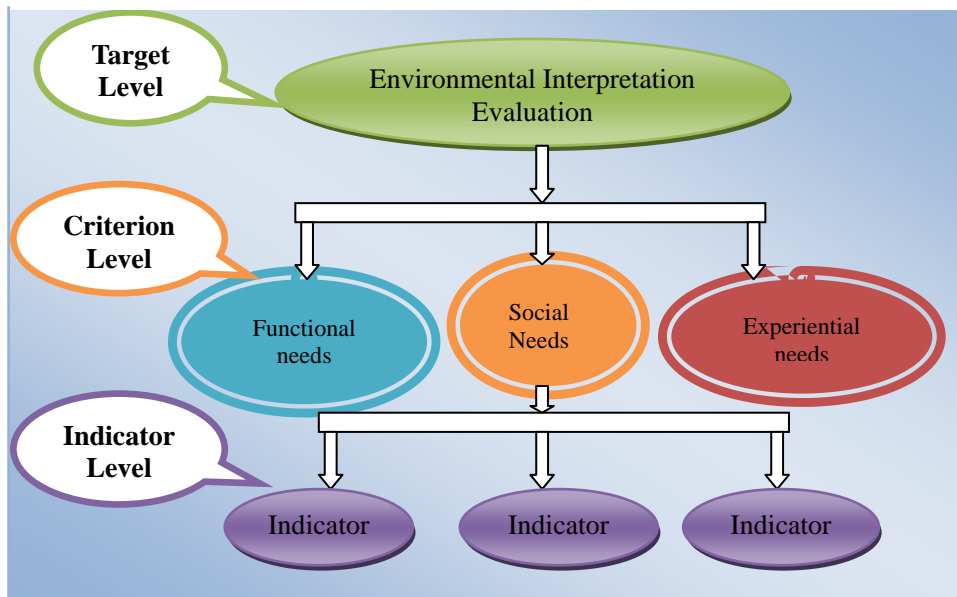 Target
Level
Environmental Interpretation
Evaluation
Criterion
Level
Functional
needs
Social
Needs
Experiential
needs
Indicator
Level
Indicator
Indicator
Indicator